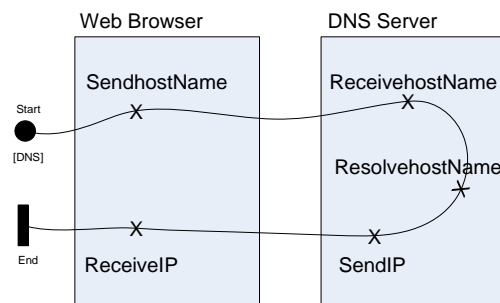 Web Browser
DNS Server
SendhostName
ReceivehostName
Start
[DNS]
ResolvehostName
End
ReceiveIP
SendIP